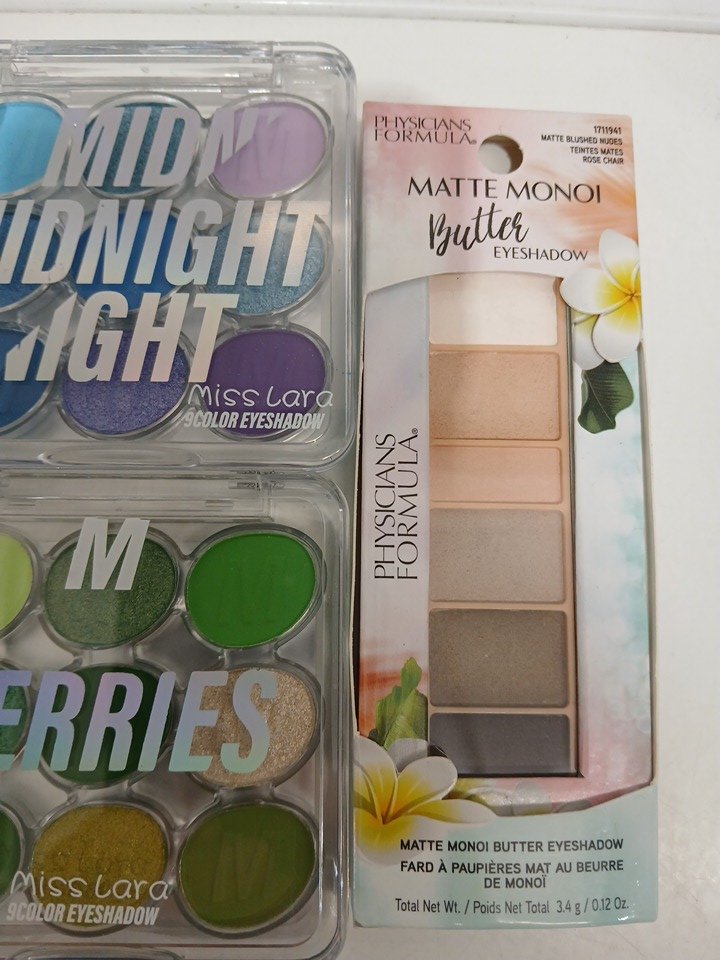 MIDN
IDNIGHT
NIGHT
Miss Lara
9COLOR EYESHADOW
M
ERRIES
Miss Lara
9COLOR EYESHADOW
PHYSICIANS
FORMULA®
1711941
MATTE BLUSHED NUDES
TEINTES MATES
ROSE CHAIR
MATTE MONOI
Butter
EYESHADOW
PHYSICIANS
FORMULA®
MATTE MONOI BUTTER EYESHADOW
FARD À PAUPIÈRES MAT AU BEURRE
DE MONOÏ
Total Net Wt. / Poids Net Total 3.4 g / 0.12 Oz.